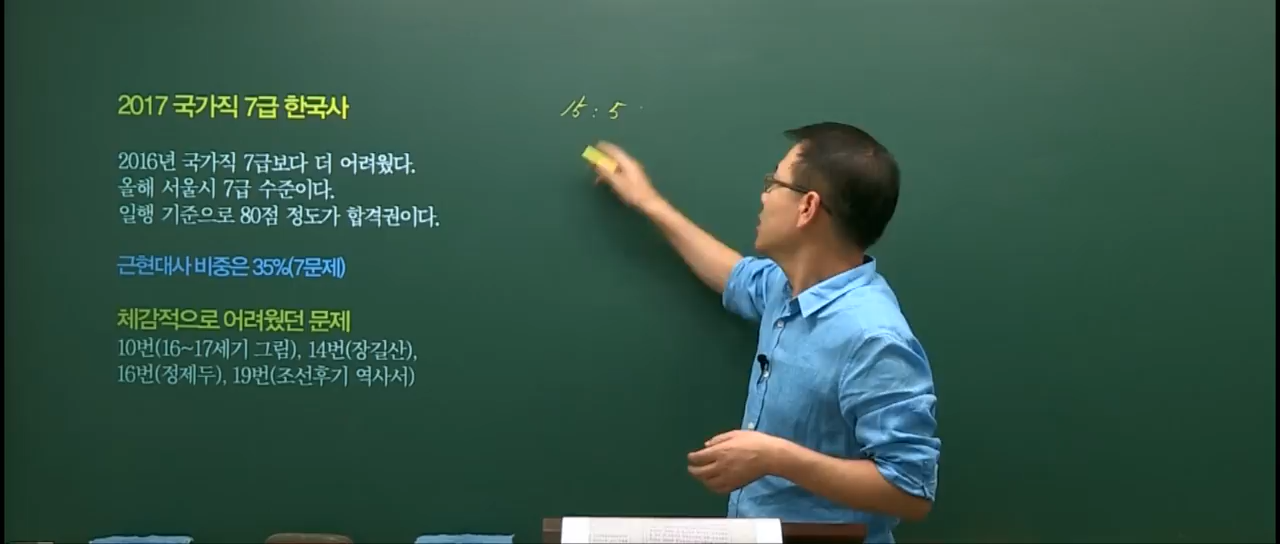 2017 국가직 7급 한국사
15 : 5
2016년 국가직 7급보다 더 어려웠다.
올해 서울시 7급 수준이다.
일행 기준으로 80점 정도가 합격권이다.
근현대사 비중은 35%(7문제)
체감적으로 어려웠던 문제
10번(16~17세기 그림), 14번(장길산),
16번(정제두), 19번(조선후기 역사서)